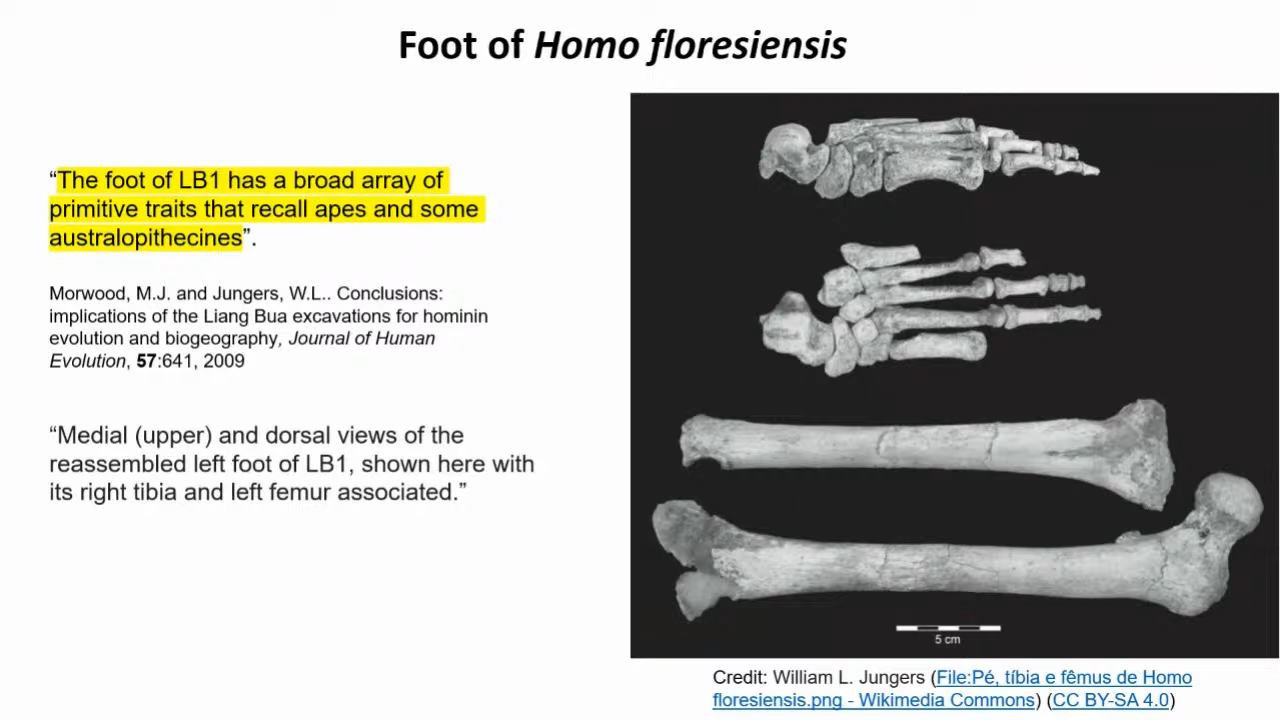 Foot of Homo floresiensis
“The foot of LB1 has a broad array of
primitive traits that recall apes and some
australopithecines”.
Morwood, M.J. and Jungers, W.L.. Conclusions:
implications of the Liang Bua excavations for hominin
evolution and biogeography, Journal of Human
Evolution, 57:641, 2009
“Medial (upper) and dorsal views of the
reassembled left foot of LB1, shown here with
its right tibia and left femur associated.”
5 cm
Credit: William L. Jungers (File:Pé, tíbia e fêmus de Homo
floresiensis.png - Wikimedia Commons) (CC BY-SA 4.0)